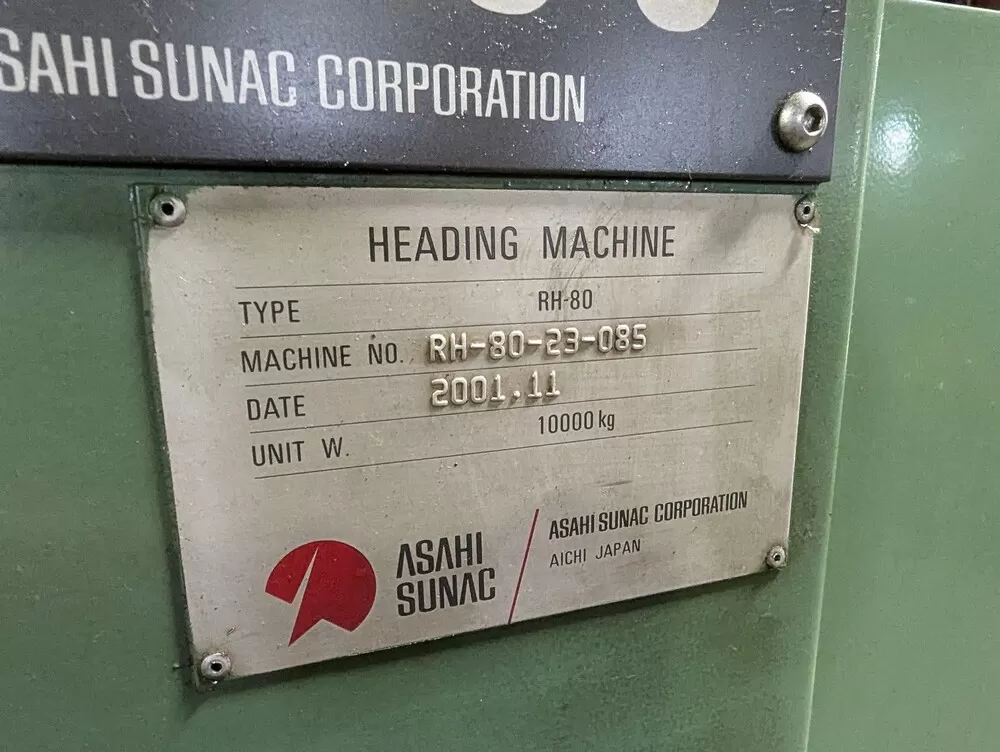 SAHI SUNAC CORPORATION
HEADING MACHINE
TYPE RH-80
MACHINE NO. RH-80-23-085
DATE 2001.11
UNIT W. 10000 kg
ASAHI
SUNAC
ASAHI SUNAC CORPORATION
AICHI JAPAN